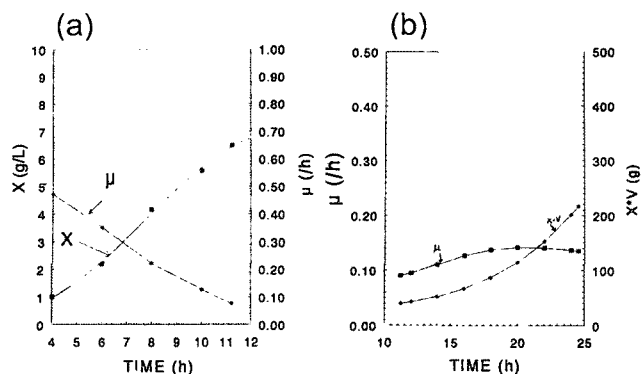 (a)
10
9
8
7
6
5
4
3
2
1
0
X (g/L)
1.00
0.90
0.80
0.70
0.60
0.50
0.40
0.30
0.20
0.10
0.00
μ (/h)
μ
X
4 6 8 10 12
TIME (h)
(b)
0.50
0.40
0.30
0.20
0.10
0.00
μ (/h)
500
400
300
200
100
0
X*V (g)
μ
X*V
10 15 20 25
TIME (h)